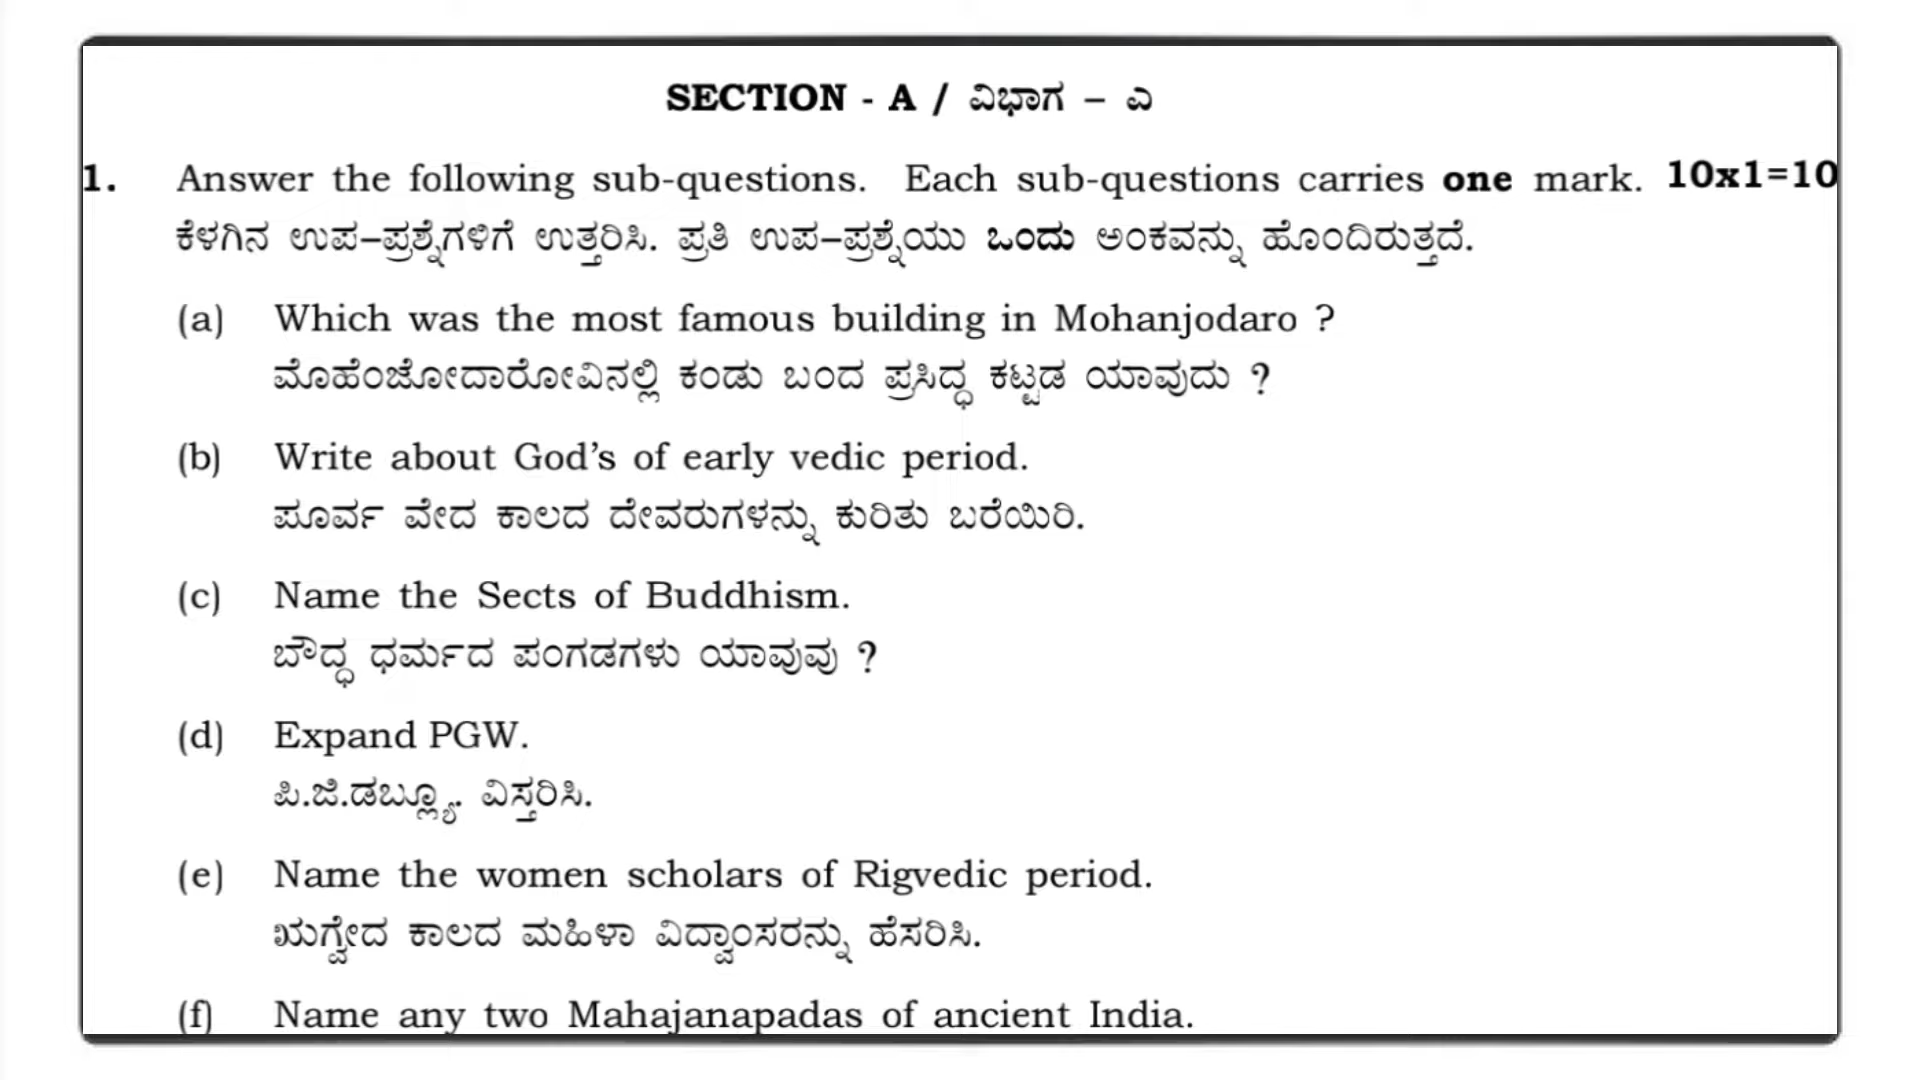 SECTION - A / ವಿಭಾಗ – ಎ
1. Answer the following sub-questions. Each sub-questions carries one mark. 10x1=10
ಕೆಳಗಿನ ಉಪ–ಪ್ರಶ್ನೆಗಳಿಗೆ ಉತ್ತರಿಸಿ. ಪ್ರತಿ ಉಪ–ಪ್ರಶ್ನೆಯು ಒಂದು ಅಂಕವನ್ನು ಹೊಂದಿರುತ್ತದೆ.
(a) Which was the most famous building in Mohanjodaro ?
ಮೊಹೆಂಜೋದಾರೋವಿನಲ್ಲಿ ಕಂಡು ಬಂದ ಪ್ರಸಿದ್ಧ ಕಟ್ಟಡ ಯಾವುದು ?
(b) Write about God’s of early vedic period.
ಪೂರ್ವ ವೇದ ಕಾಲದ ದೇವರುಗಳನ್ನು ಕುರಿತು ಬರೆಯಿರಿ.
(c) Name the Sects of Buddhism.
ಬೌದ್ಧ ಧರ್ಮದ ಪಂಗಡಗಳು ಯಾವುವು ?
(d) Expand PGW.
ಪಿ.ಜಿ.ಡಬ್ಲ್ಯೂ. ವಿಸ್ತರಿಸಿ.
(e) Name the women scholars of Rigvedic period.
ಋಗ್ವೇದ ಕಾಲದ ಮಹಿಳಾ ವಿದ್ವಾಂಸರನ್ನು ಹೆಸರಿಸಿ.
(f) Name any two Mahajanapadas of ancient India.